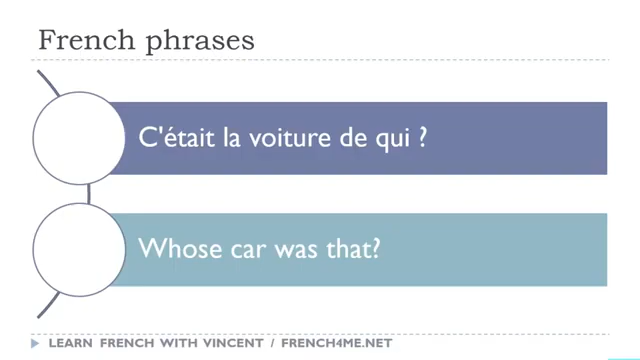 French phrases
C'était la voiture de qui ?
Whose car was that?
LEARN FRENCH WITH VINCENT / FRENCH4ME.NET